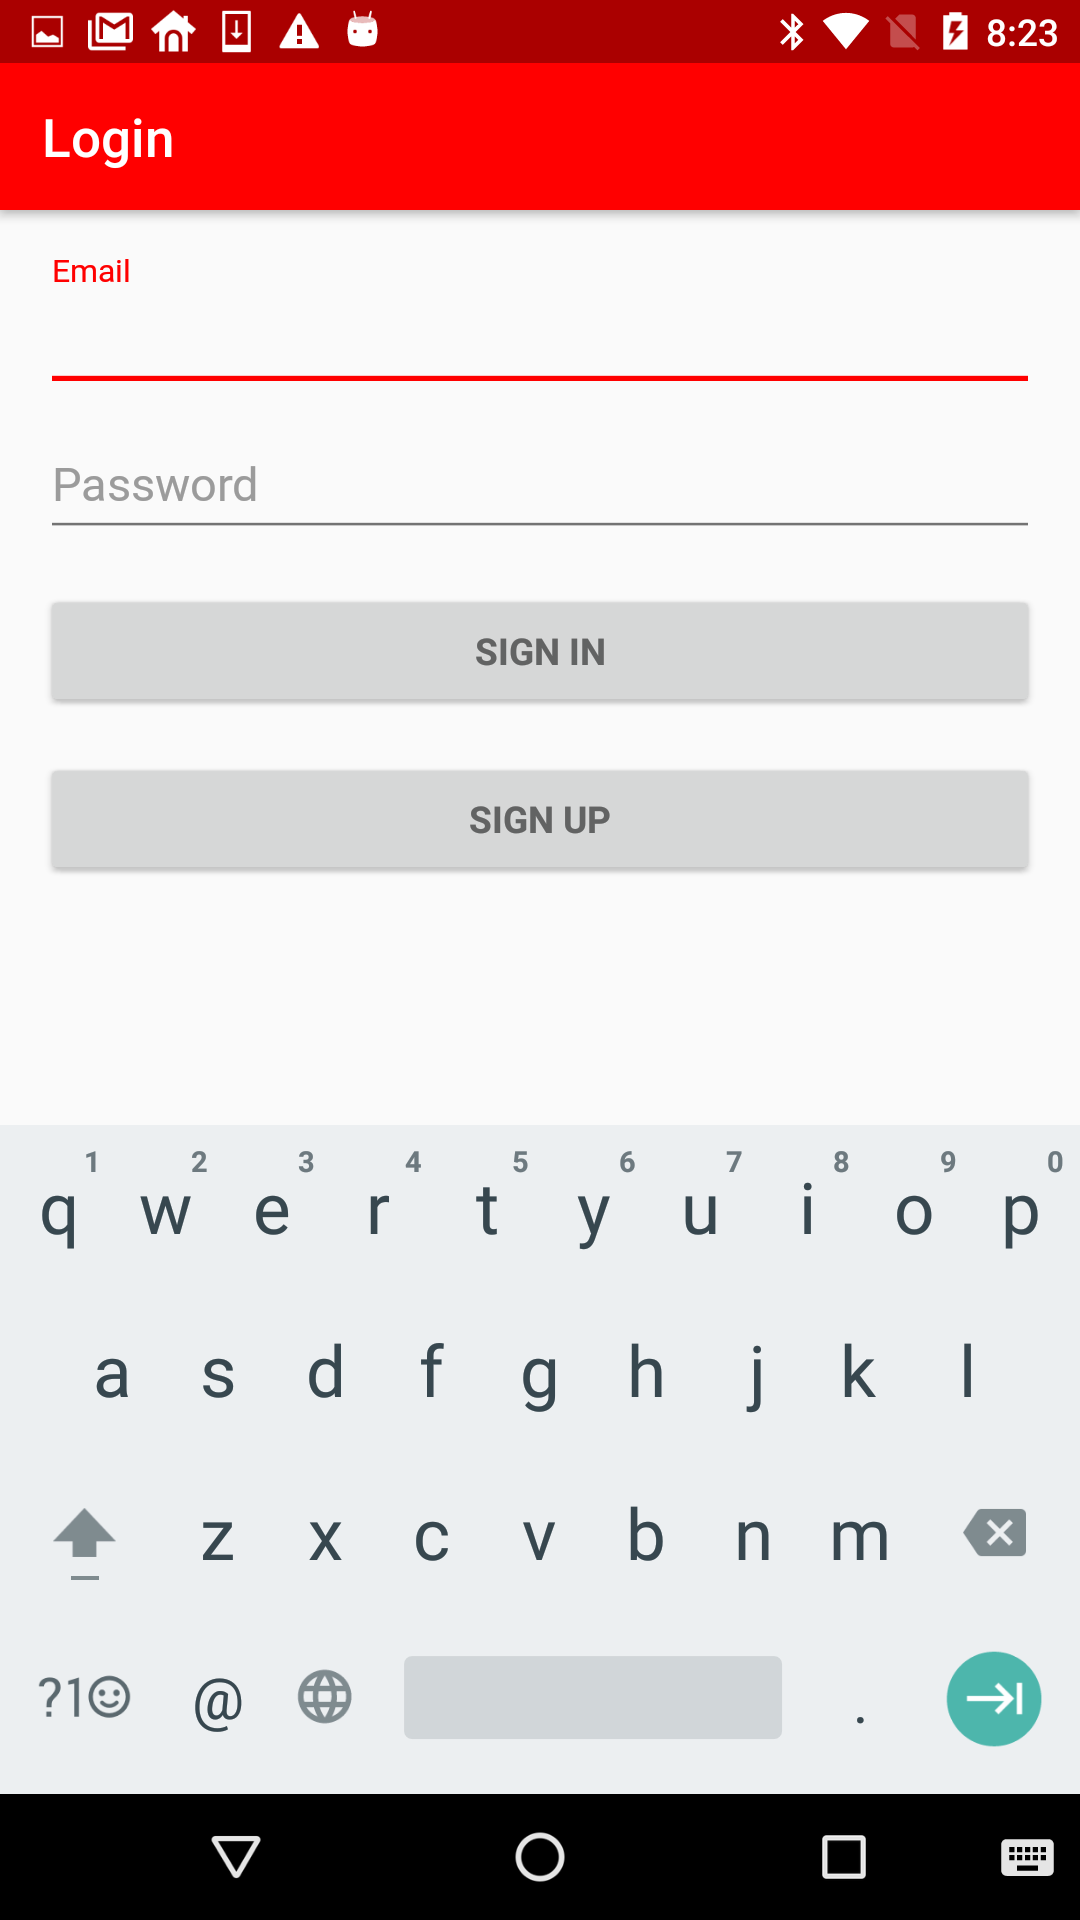 8:23
Login
Email
Password
SIGN IN
SIGN UP
1 2 3 4 5 6 7 8 9 0
q w e r t y u i o p
a s d f g h j k l
z x c v b n m
?1☺ @ .